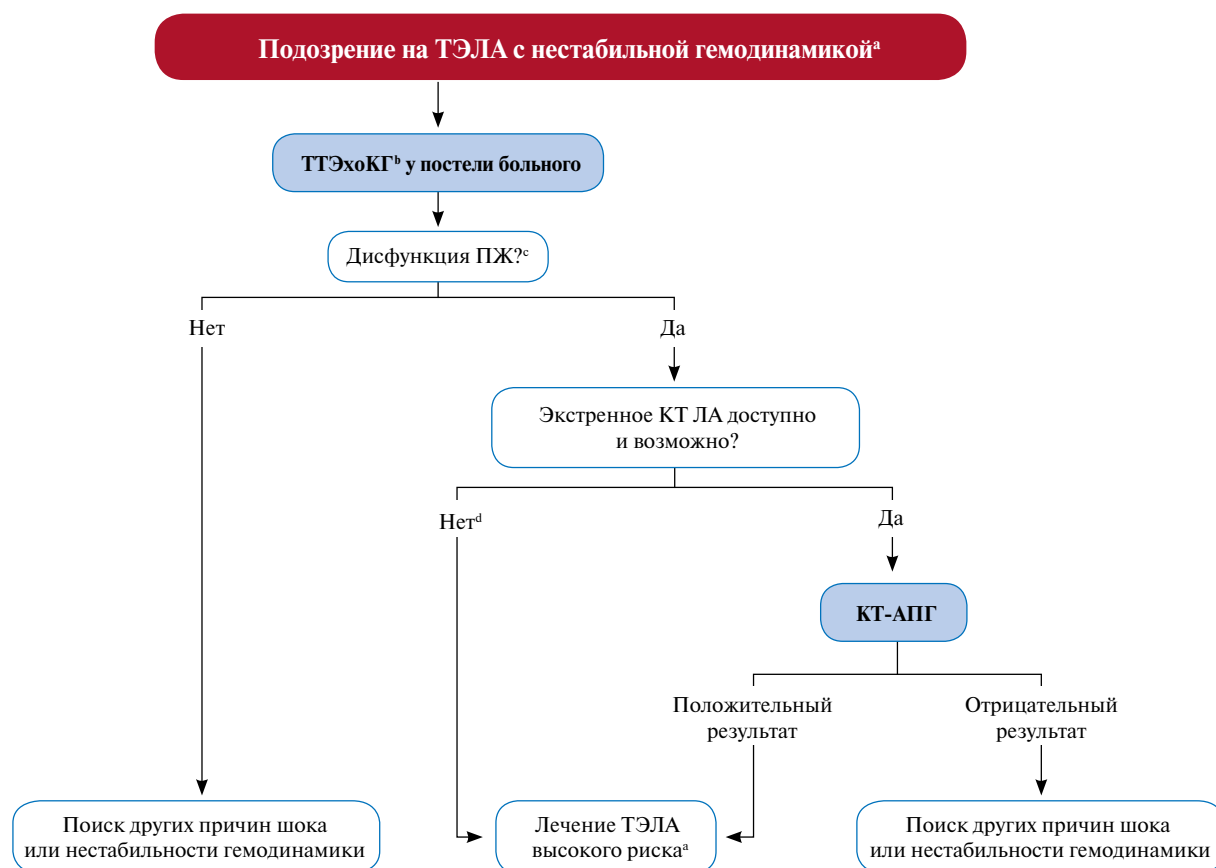 Подозрение на ТЭЛА с нестабильной гемодинамикойᵃ
ТТЭхоКГᵇ у постели больного
Дисфункция ПЖ?ᶜ
Нет
Да
Экстренное КТ ЛА доступно
и возможно?
Нетᵈ
Да
КТ-АПГ
Положительный
результат
Отрицательный
результат
Поиск других причин шока
или нестабильности гемодинамики
Лечение ТЭЛА
высокого рискаᵃ
Поиск других причин шока
или нестабильности гемодинамики